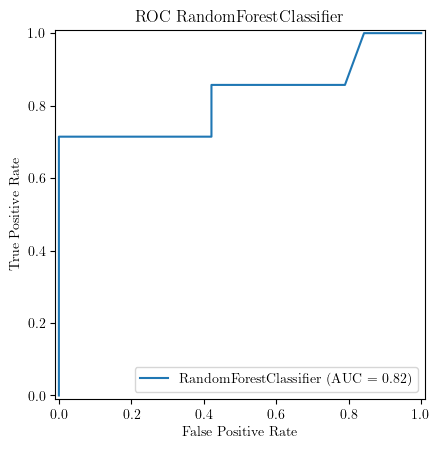 ROC RandomForestClassifier
1.0
0.8
0.6
0.4
0.2
0.0
True Positive Rate
RandomForestClassifier (AUC = 0.82)
0.0 0.2 0.4 0.6 0.8 1.0
False Positive Rate